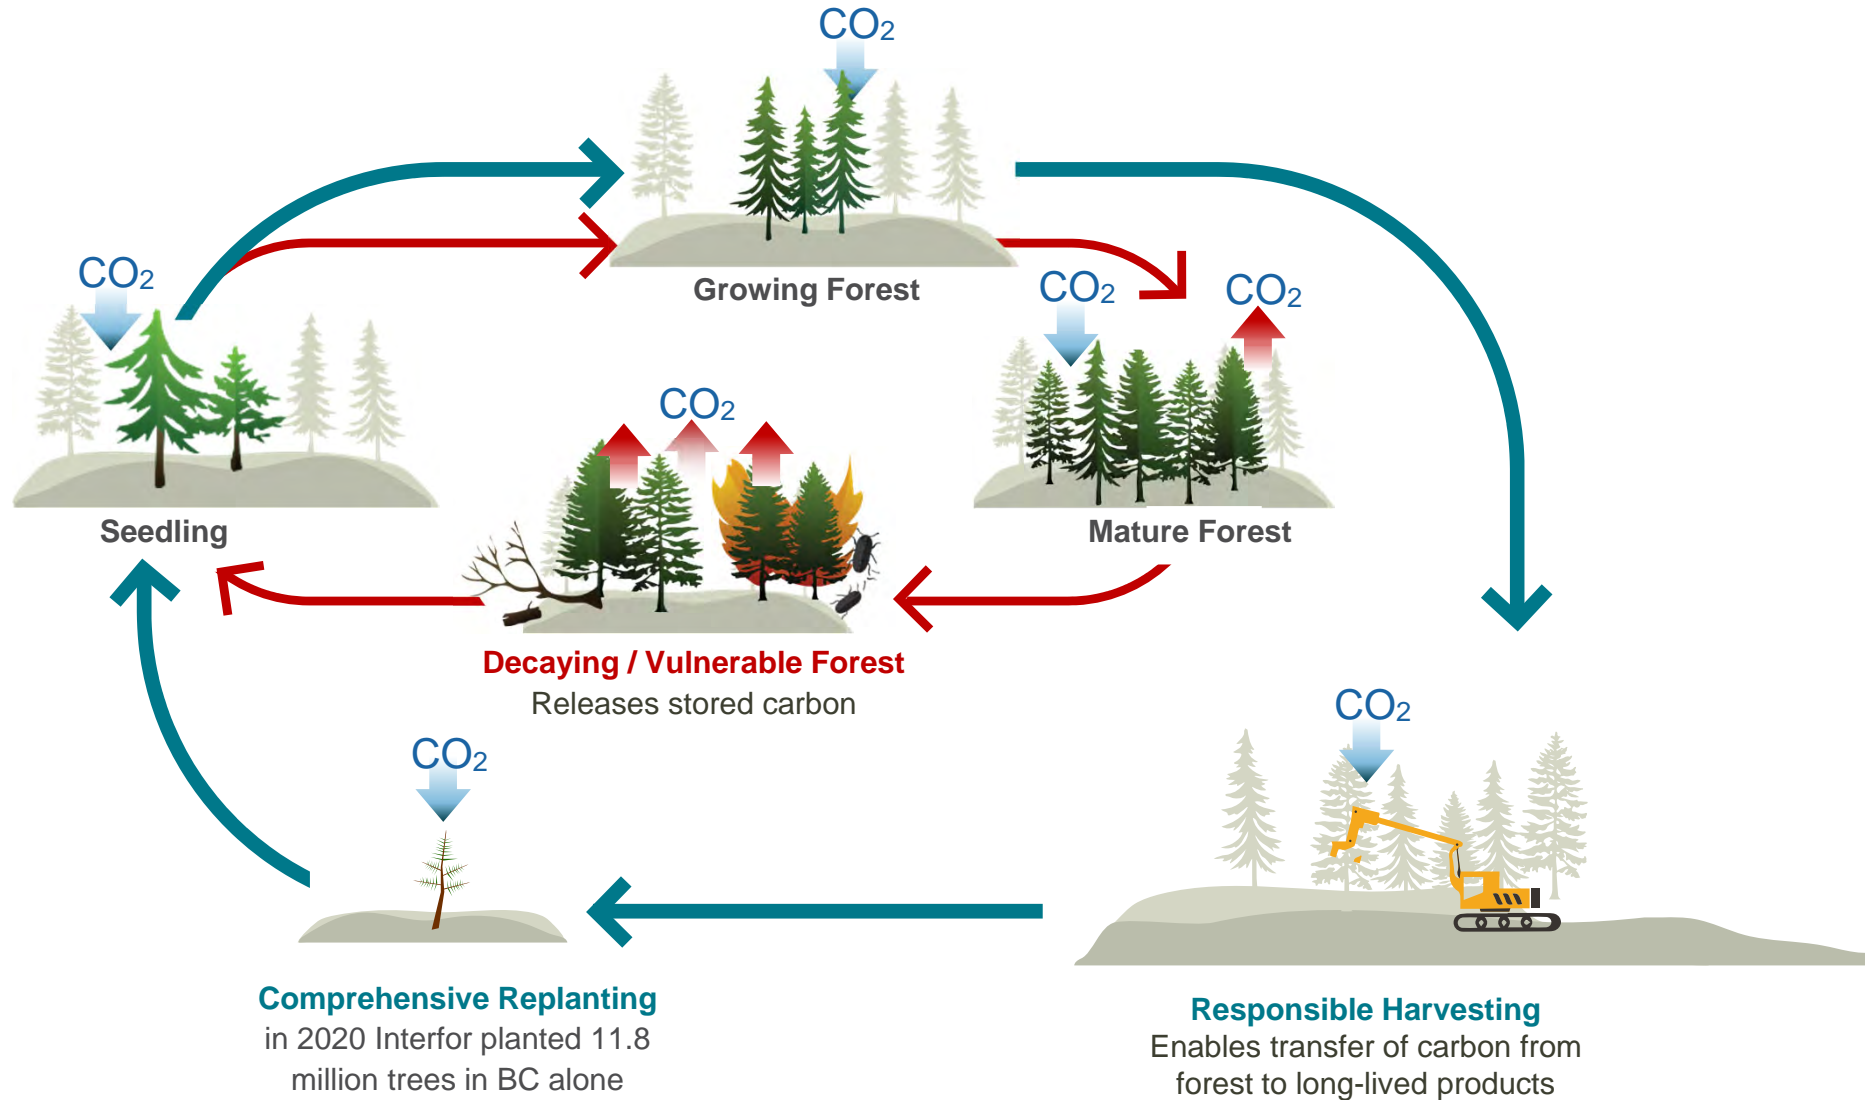 CO₂
CO₂
Growing Forest
CO₂
CO₂
CO₂
Seedling
Mature Forest
Decaying / Vulnerable Forest
Releases stored carbon
CO₂
CO₂
Comprehensive Replanting
in 2020 Interfor planted 11.8
million trees in BC alone
Responsible Harvesting
Enables transfer of carbon from
forest to long-lived products